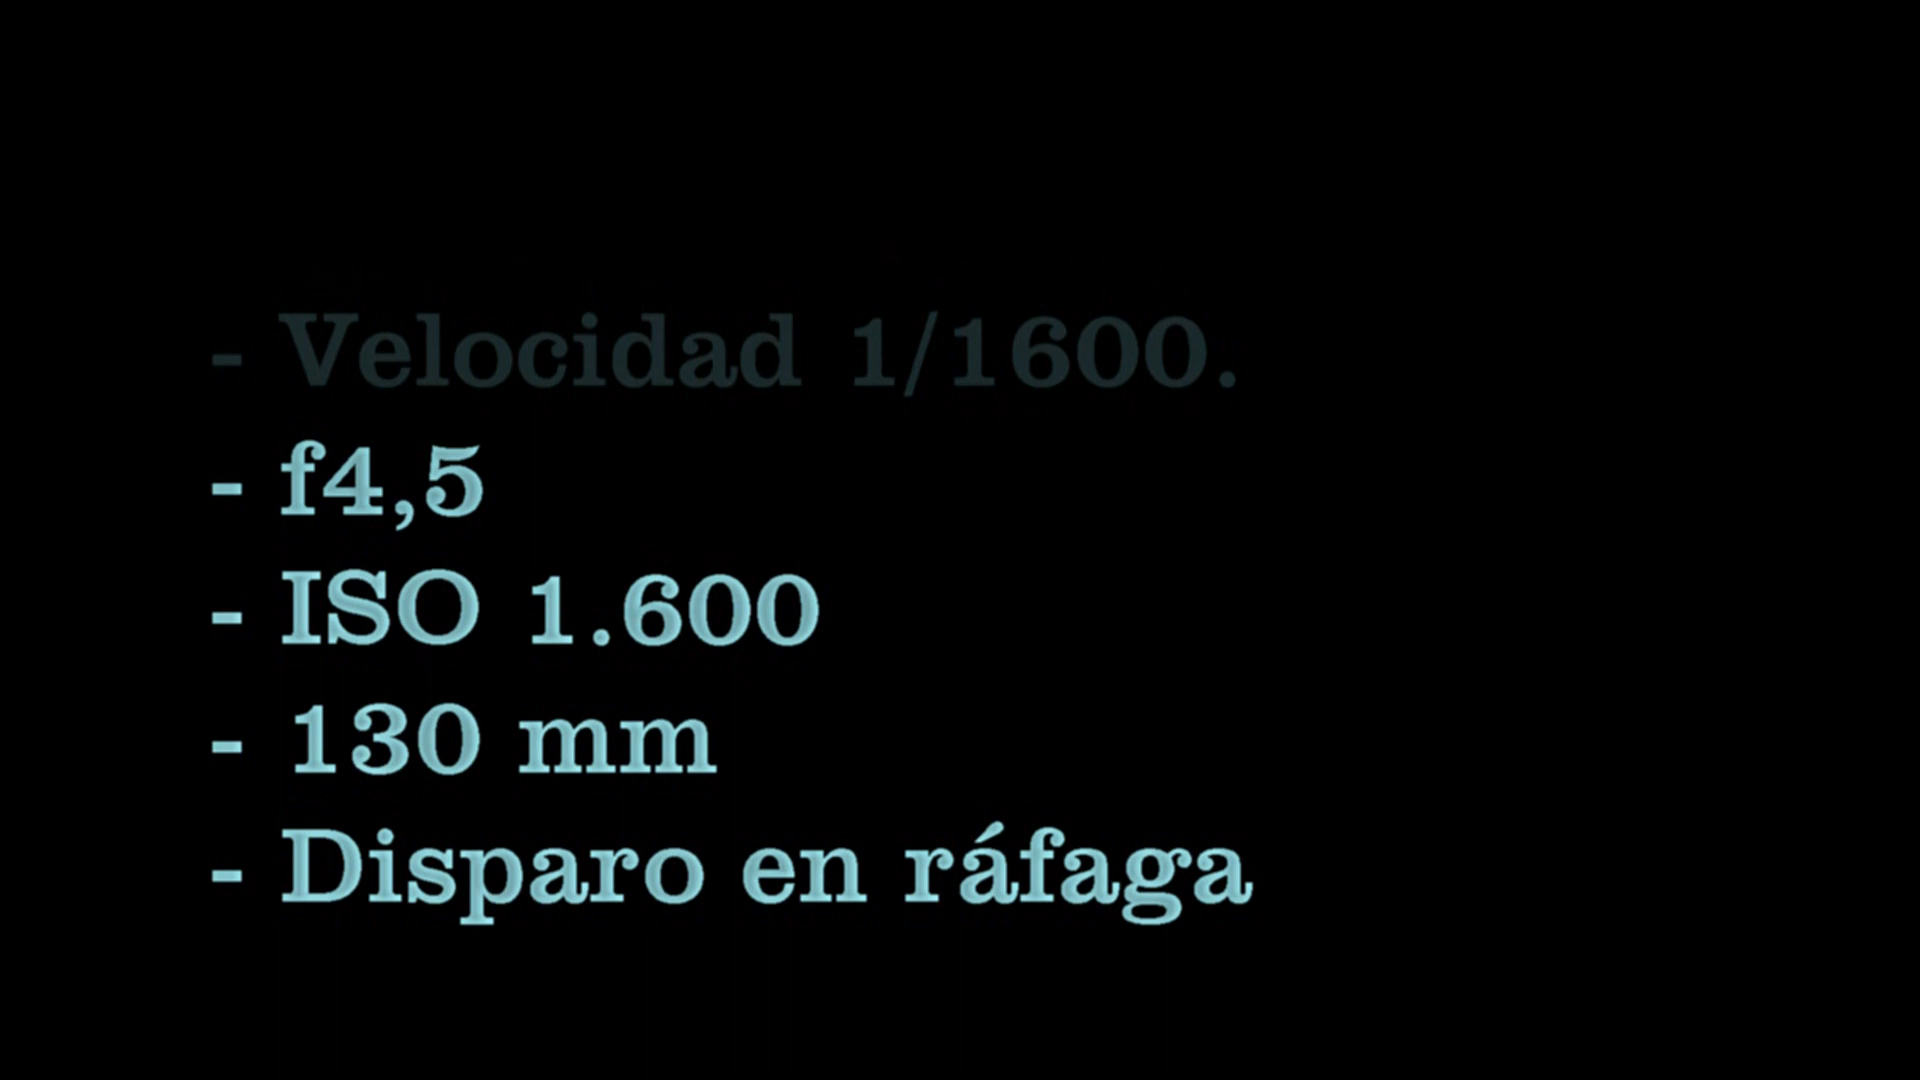 - Velocidad 1/1600.
- f4,5
- ISO 1.600
- 130 mm
- Disparo en ráfaga